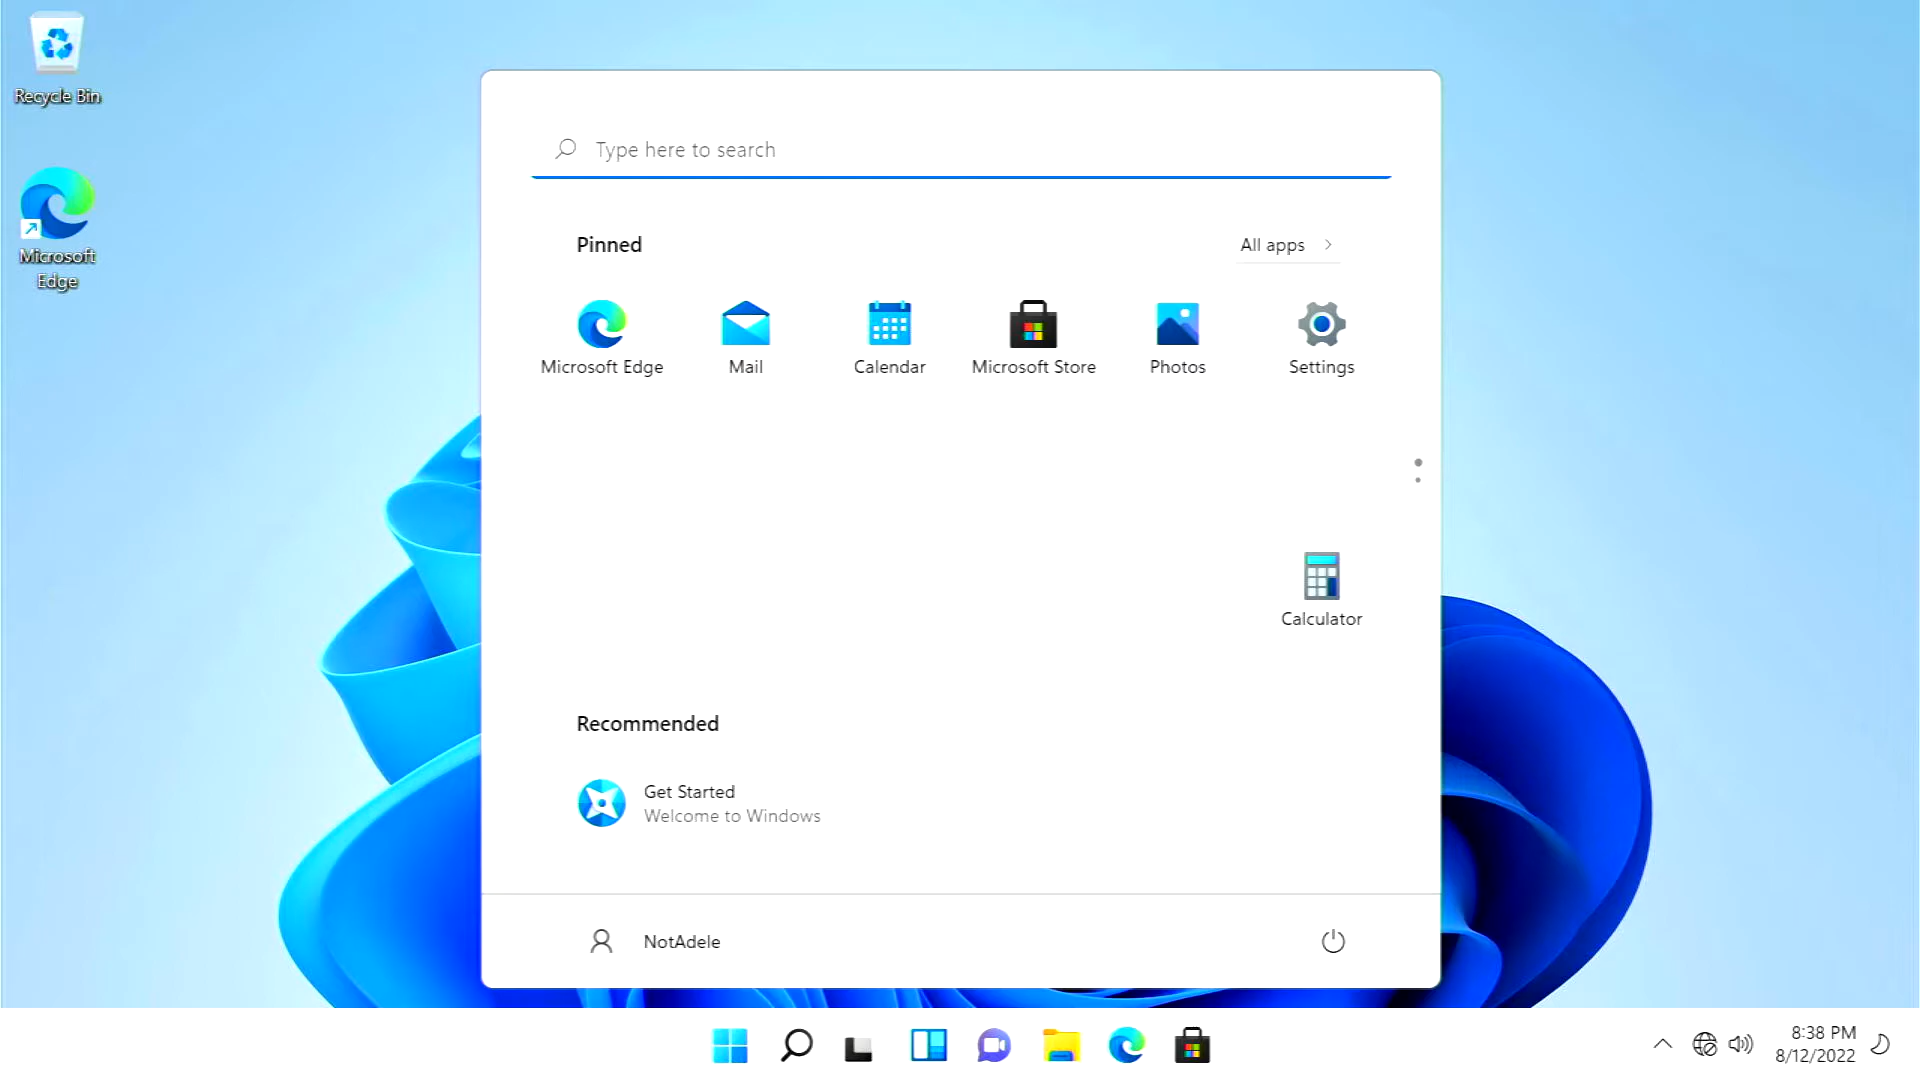 Recycle Bin
Microsoft
Edge
Type here to search
Pinned
All apps
Microsoft Edge
Mail
Calendar
Microsoft Store
Photos
Settings
Calculator
Recommended
Get Started
Welcome to Windows
NotAdele
8:38 PM
8/12/2022